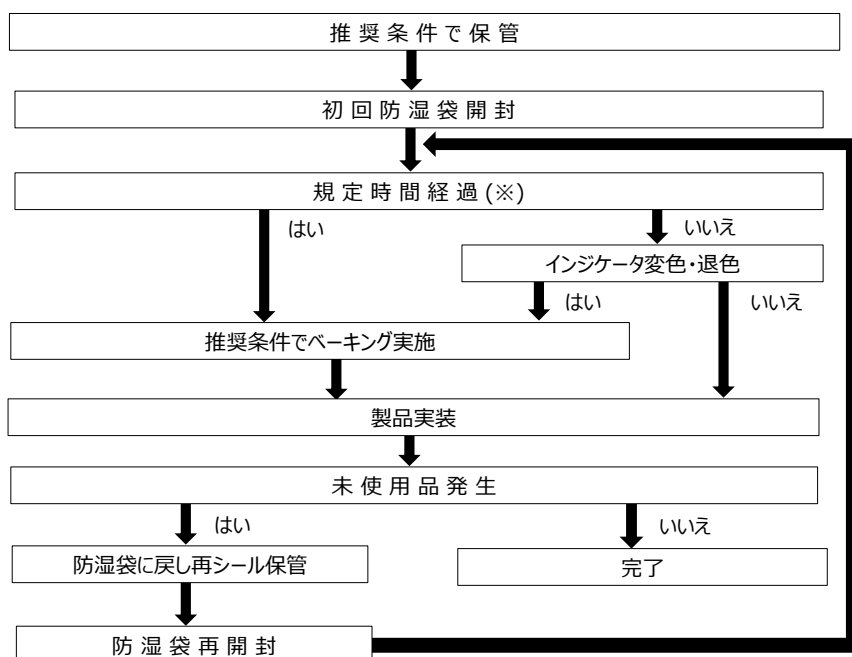 推奨条件で保管
初回防湿袋開封
規定時間経過(※)
はい
いいえ
インジケータ変色・退色
はい
いいえ
推奨条件でベーキング実施
製品実装
未使用品発生
はい
いいえ
防湿袋に戻し再シール保管
完了
防湿袋再開封